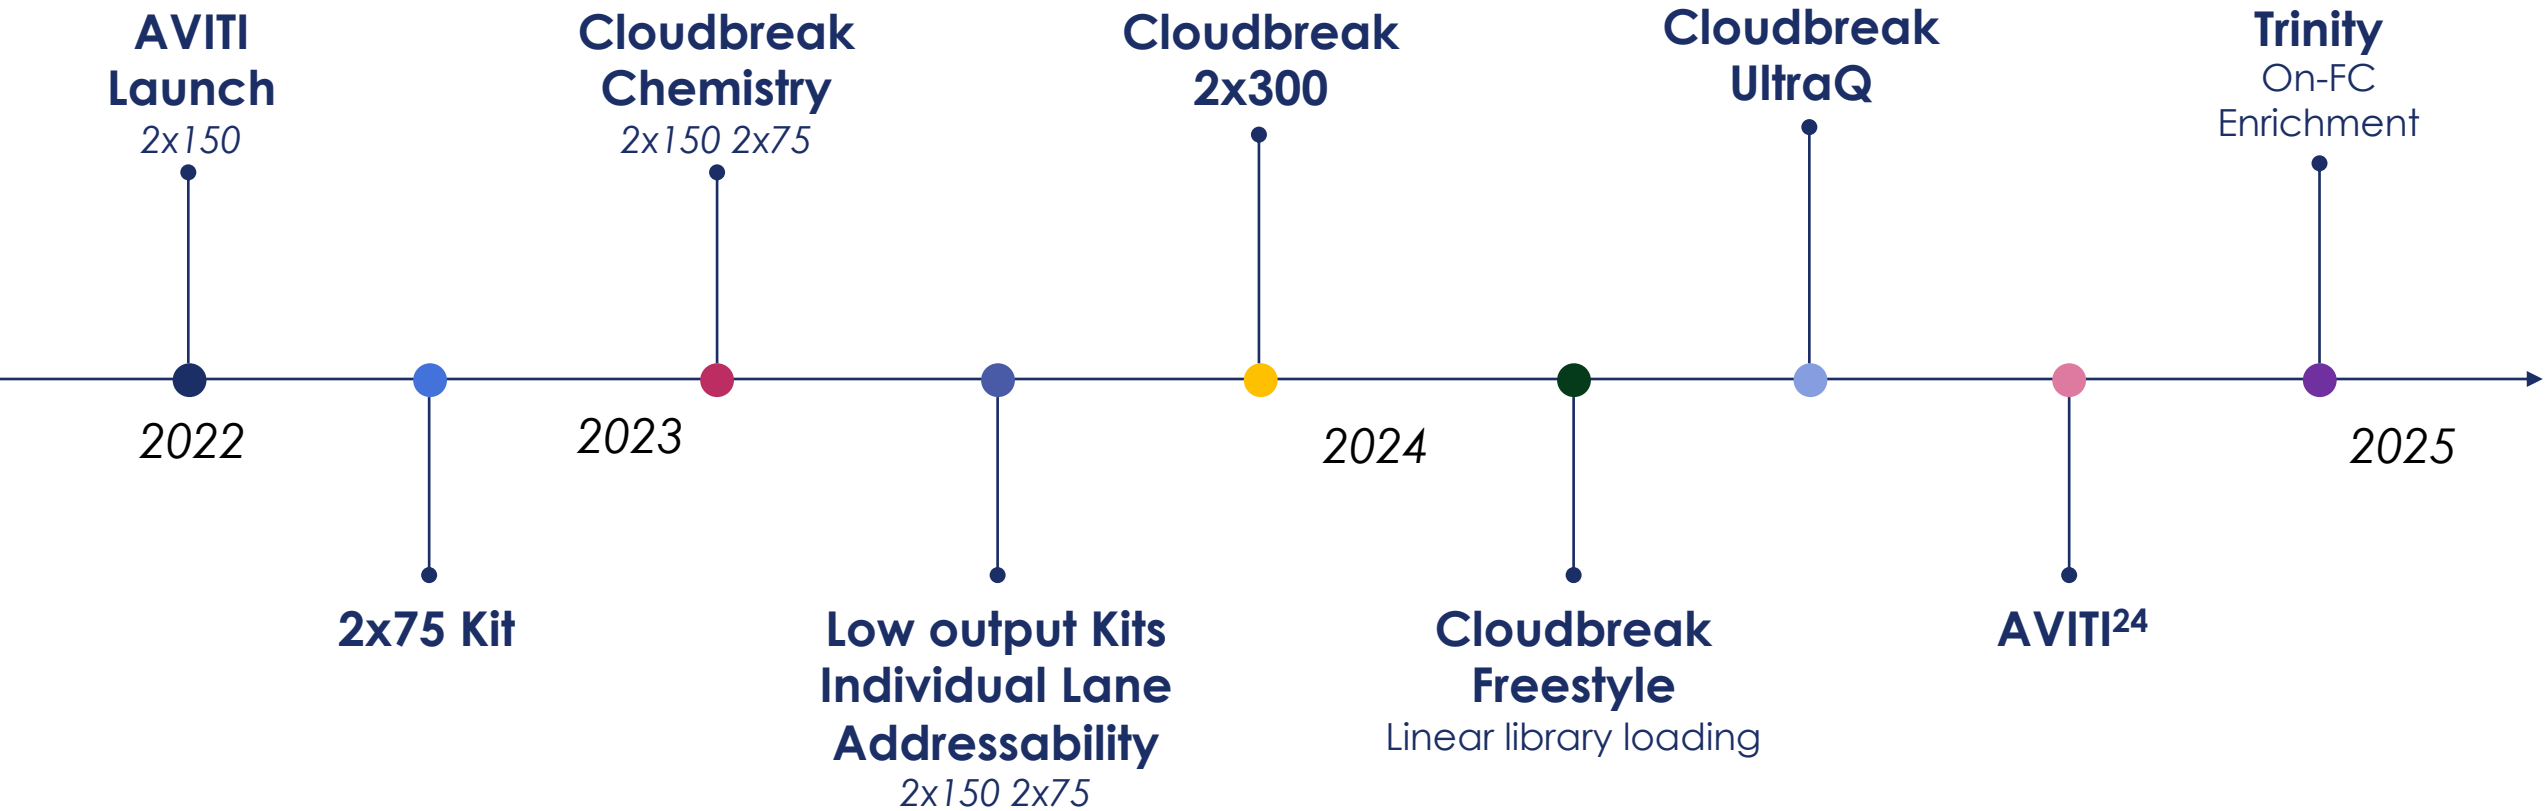 AVITI
Launch
2x150
Cloudbreak
Chemistry
2x150 2x75
Cloudbreak
2x300
Cloudbreak
UltraQ
Trinity
On-FC
Enrichment
2022
2023
2024
2025
2x75 Kit
Low output Kits
Individual Lane
Addressability
2x150 2x75
Cloudbreak
Freestyle
Linear library loading
AVITI24